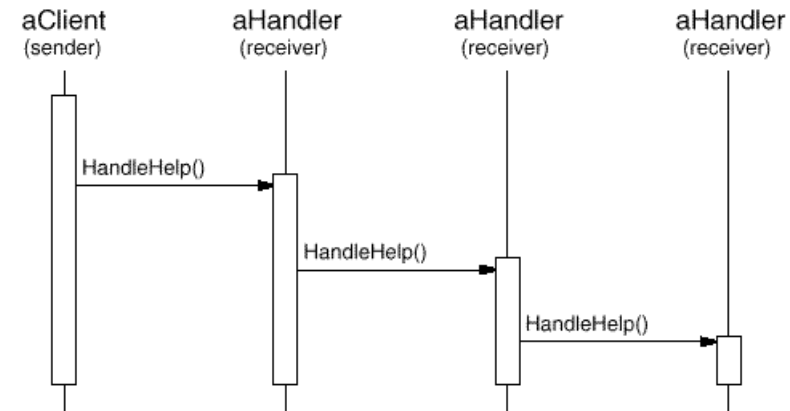 aClient
(sender)
aHandler
(receiver)
aHandler
(receiver)
aHandler
(receiver)
HandleHelp()
HandleHelp()
HandleHelp()